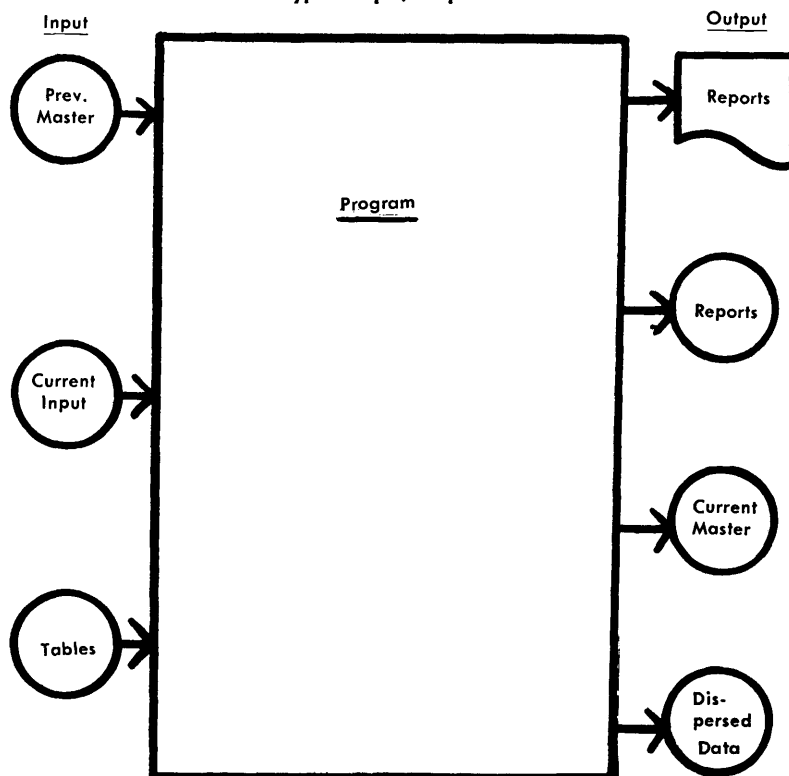 Input
Output
Prev.
Master
Reports
Program
Reports
Current
Input
Current
Master
Tables
Dis-
persed
Data